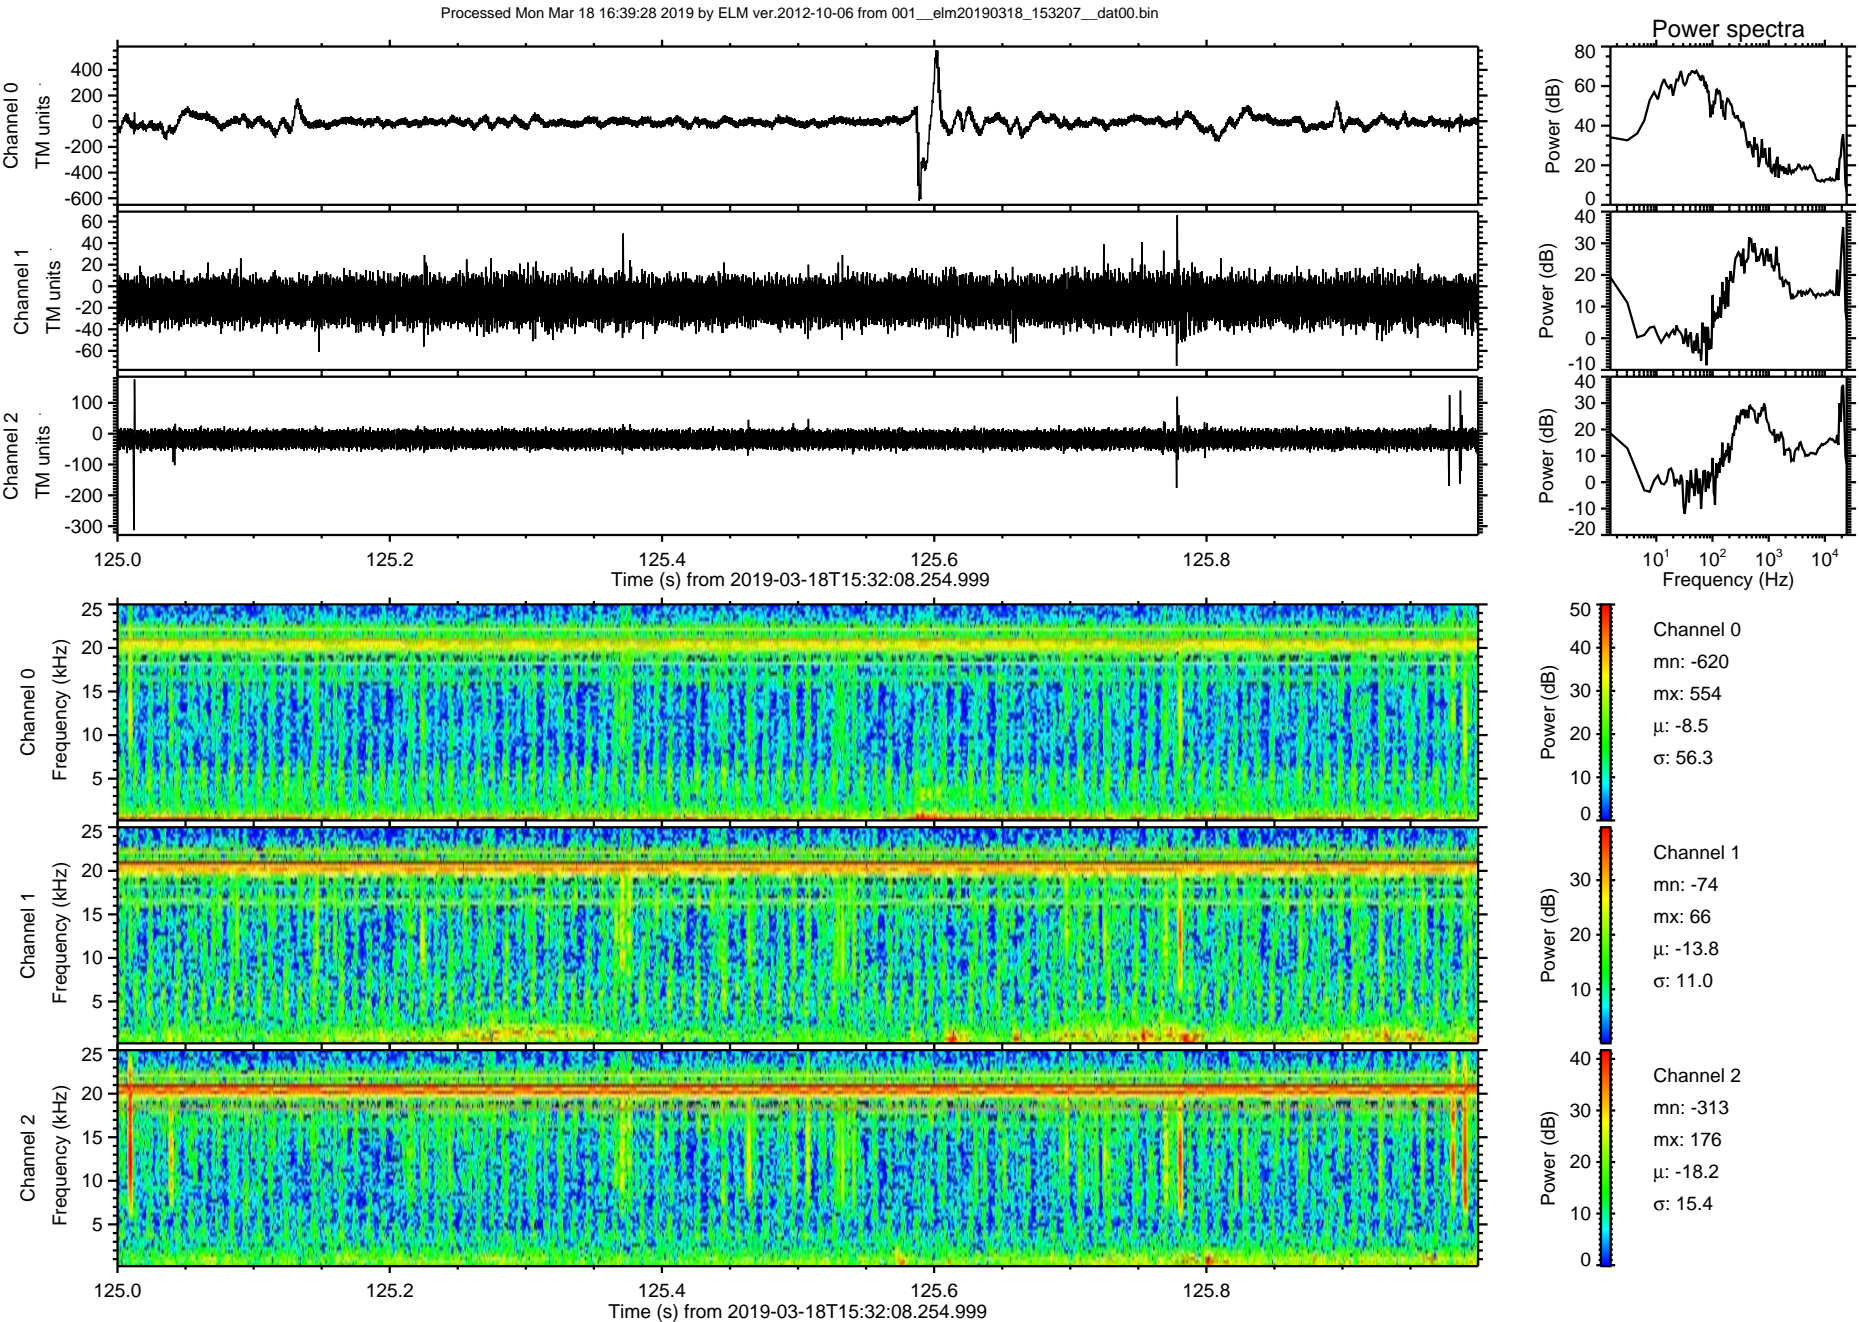 Processed Mon Mar 18 16:39:28 2019 by ELM ver.2012-10-06 from 001__elm20190318_153207__dat00.bin
Power spectra
Channel 0
TM units
400
200
0
-200
-400
-600
Power (dB)
80
60
40
20
0
Channel 1
TM units
60
40
20
0
-20
-40
-60
Power (dB)
40
30
20
10
0
-10
Channel 2
TM units
100
0
-100
-200
-300
Power (dB)
40
30
20
10
0
-10
-20
125.0 125.2 125.4 125.6 125.8
Time (s) from 2019-03-18T15:32:08.254.999
10¹ 10² 10³ 10⁴
Frequency (Hz)
Channel 0
Frequency (kHz)
25
20
15
10
5
Power (dB)
50
40
30
20
10
0
Channel 0
mn: -620
mx: 554
μ: -8.5
σ: 56.3
Channel 1
Frequency (kHz)
25
20
15
10
5
Power (dB)
30
20
10
Channel 1
mn: -74
mx: 66
μ: -13.8
σ: 11.0
Channel 2
Frequency (kHz)
25
20
15
10
5
Power (dB)
40
30
20
10
0
Channel 2
mn: -313
mx: 176
μ: -18.2
σ: 15.4
125.0 125.2 125.4 125.6 125.8
Time (s) from 2019-03-18T15:32:08.254.999